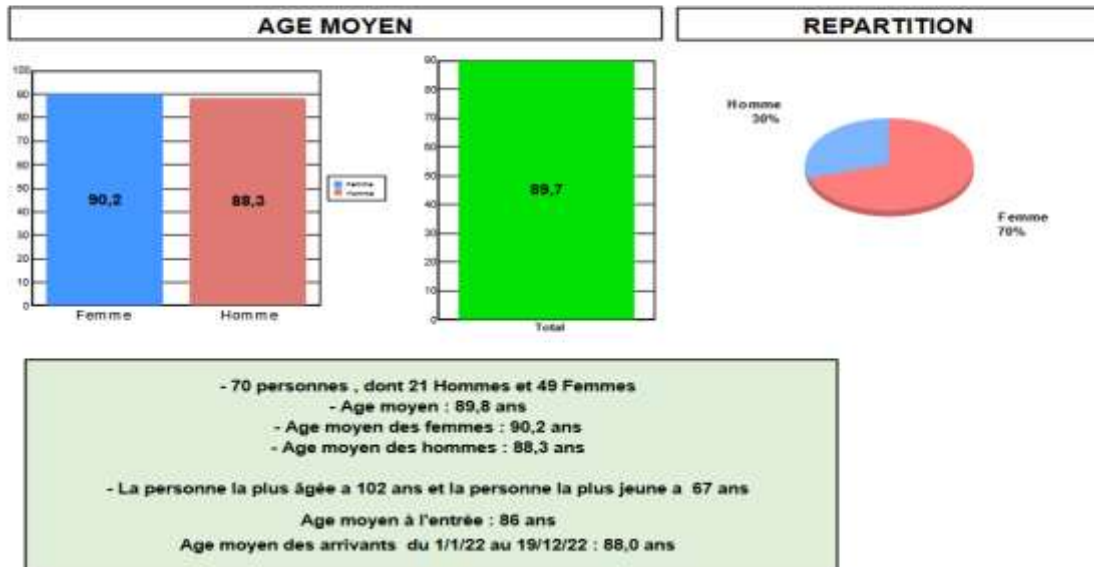 AGE MOYEN
REPARTITION
100
90
80
70
60
50
40
30
20
10
0
90,2
88,3
Femme
Homme
Femme
Homme
90
80
70
60
50
40
30
20
10
0
89,7
Total
Homme
30%
Femme
70%
- 70 personnes , dont 21 Hommes et 49 Femmes
- Age moyen : 89,8 ans
- Age moyen des femmes : 90,2 ans
- Age moyen des hommes : 88,3 ans
- La personne la plus âgée a 102 ans et la personne la plus jeune a 67 ans
Age moyen à l'entrée : 86 ans
Age moyen des arrivants du 1/1/22 au 19/12/22 : 88,0 ans